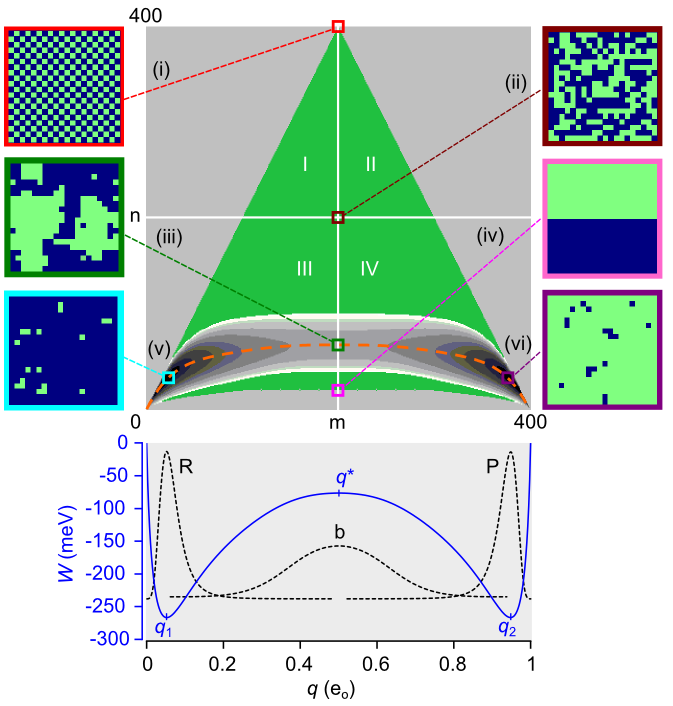 400
(i)
(ii)
I
II
n
(iii)
(iv)
III
IV
(v)
(vi)
0
m
400
0
R
q*
P
-50
-100
b
-150
W (meV)
-200
-250
q₁
q₂
-300
0
0.2
0.4
0.6
0.8
1
q (eₒ)